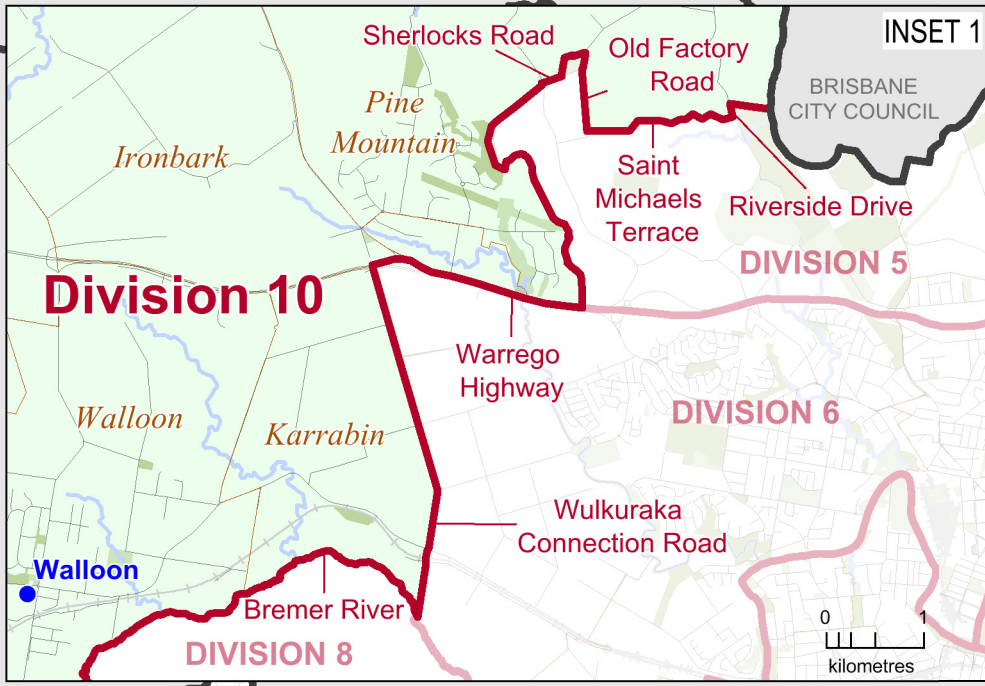 INSET 1
Sherlocks Road
Old Factory
Road
BRISBANE
CITY COUNCIL
Pine
Mountain
Ironbark
Saint
Michaels
Terrace
Riverside Drive
DIVISION 5
Division 10
Warrego
Highway
DIVISION 6
Walloon
Karrabin
Wulkuraka
Connection Road
Walloon
Bremer River
DIVISION 8
0 1
kilometres